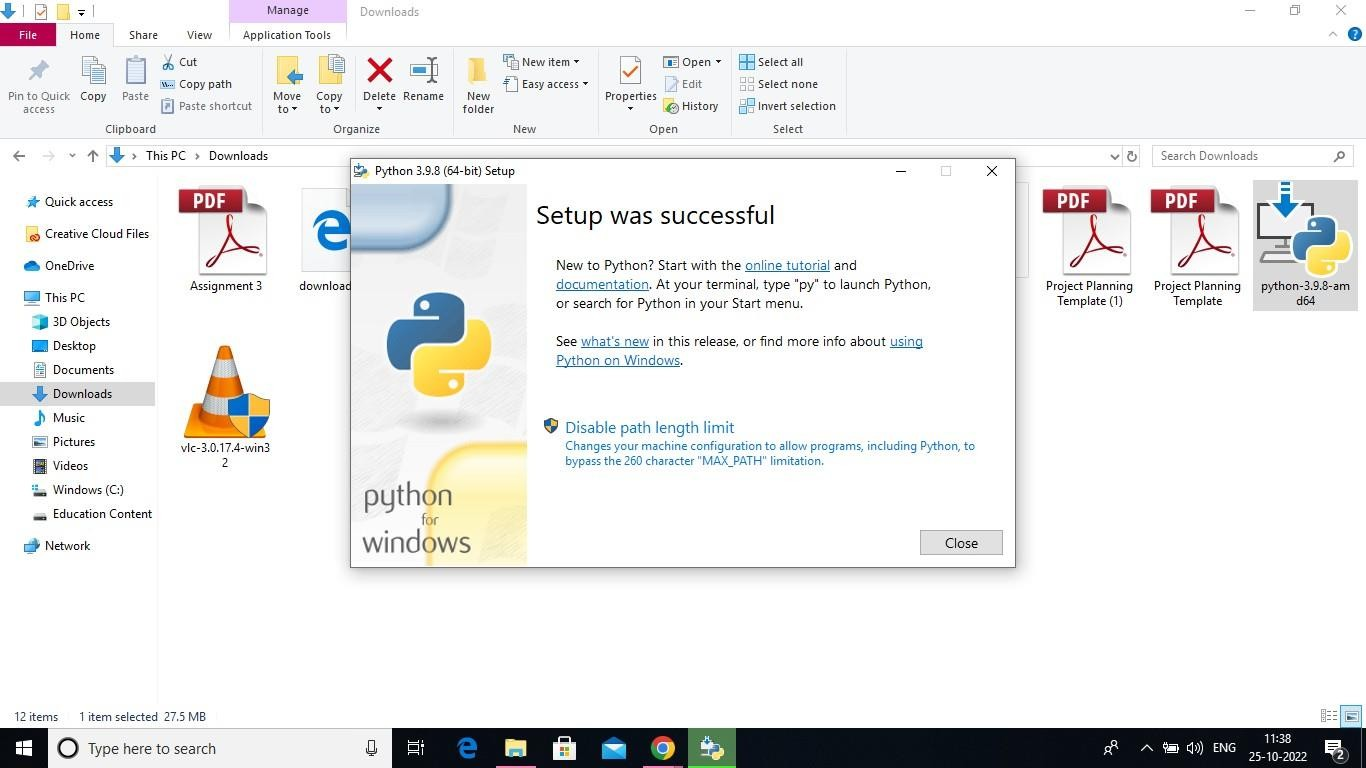 Manage
Downloads
File
Home
Share
View
Application Tools
Pin to Quick
access
Copy
Paste
Cut
Copy path
Paste shortcut
Clipboard
Move
to
Copy
to
Delete
Rename
Organize
New
folder
New item
Easy access
New
Properties
Open
Edit
History
Open
Select all
Select none
Invert selection
Select
This PC
Downloads
Search Downloads
Quick access
Creative Cloud Files
OneDrive
This PC
3D Objects
Desktop
Documents
Downloads
Music
Pictures
Videos
Windows (C:)
Education Content
Network
PDF
Assignment 3
download
vlc-3.0.17.4-win3
2
PDF
Project Planning
Template (1)
PDF
Project Planning
Template
python-3.9.8-am
d64
Python 3.9.8 (64-bit) Setup
Setup was successful
New to Python? Start with the online tutorial and
documentation. At your terminal, type "py" to launch Python,
or search for Python in your Start menu.
See what's new in this release, or find more info about using
Python on Windows.
Disable path length limit
Changes your machine configuration to allow programs, including Python, to
bypass the 260 character "MAX_PATH" limitation.
python
for
windows
Close
12 items
1 item selected 27.5 MB
Type here to search
ENG
11:38
25-10-2022
2